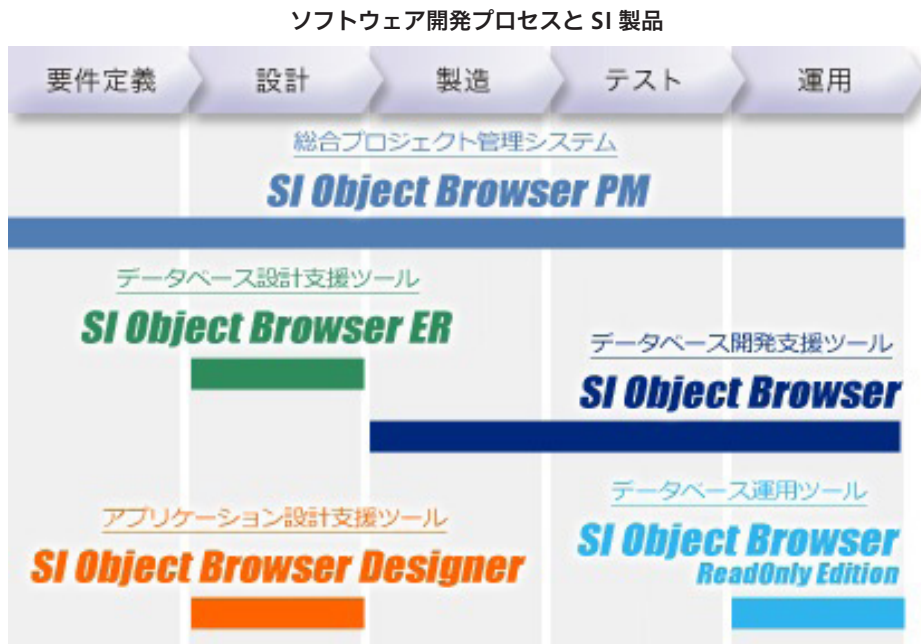 ソフトウェア開発プロセスと SI 製品
要件定義
設計
製造
テスト
運用
総合プロジェクト管理システム
SI Object Browser PM
データベース設計支援ツール
SI Object Browser ER
データベース開発支援ツール
SI Object Browser
アプリケーション設計支援ツール
SI Object Browser Designer
データベース運用ツール
SI Object Browser
ReadOnly Edition